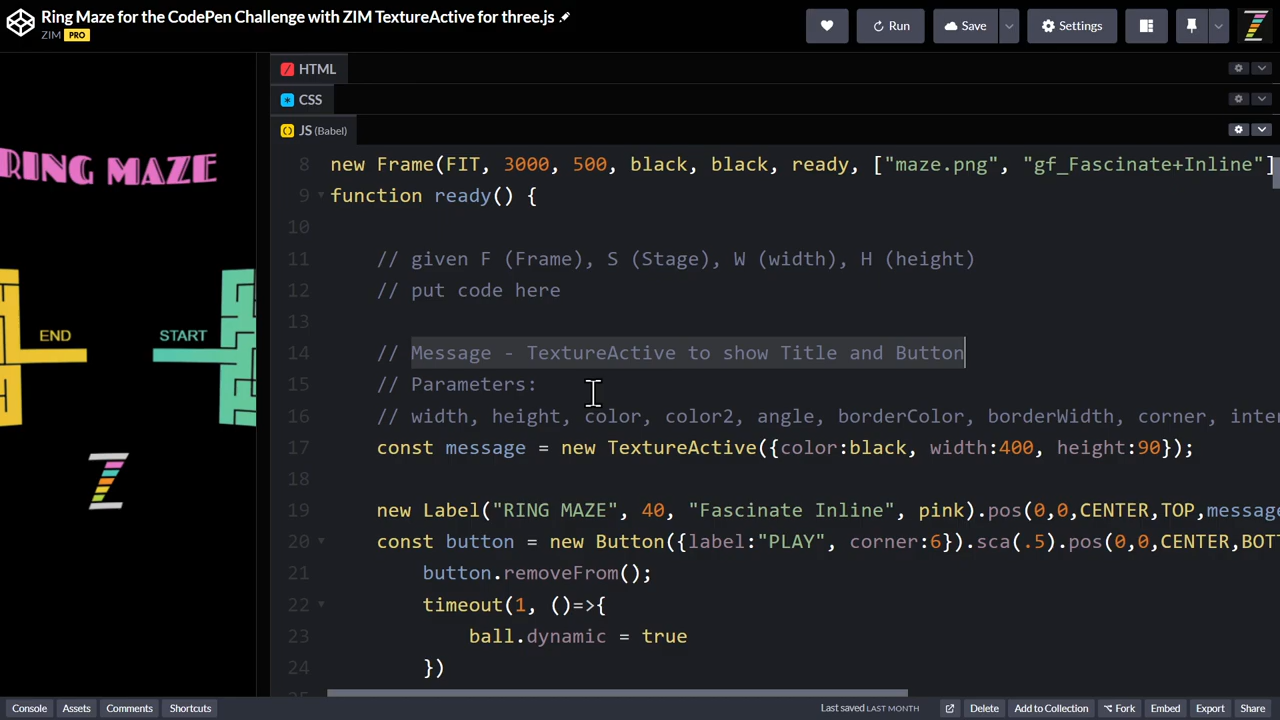 Ring Maze for the CodePen Challenge with ZIM TextureActive for three.js
ZIM PRO
Run
Save
Settings
HTML
CSS
JS (Babel)
RING MAZE
END
START
8 new Frame(FIT, 3000, 500, black, black, ready, ["maze.png", "gf_Fascinate+Inline"]
9 function ready() {
10
11 // given F (Frame), S (Stage), W (width), H (height)
12 // put code here
13
14 // Message - TextureActive to show Title and Button
15 // Parameters:
16 // width, height, color, color2, angle, borderColor, borderWidth, corner, inter
17 const message = new TextureActive({color:black, width:400, height:90});
18
19 new Label("RING MAZE", 40, "Fascinate Inline", pink).pos(0,0,CENTER,TOP,message
20 const button = new Button({label:"PLAY", corner:6}).sca(.5).pos(0,0,CENTER,BOTT
21 button.removeFrom();
22 timeout(1, ()=>{
23 ball.dynamic = true
24 })
Console
Assets
Comments
Shortcuts
Last saved LAST MONTH
Delete
Add to Collection
Fork
Embed
Export
Share